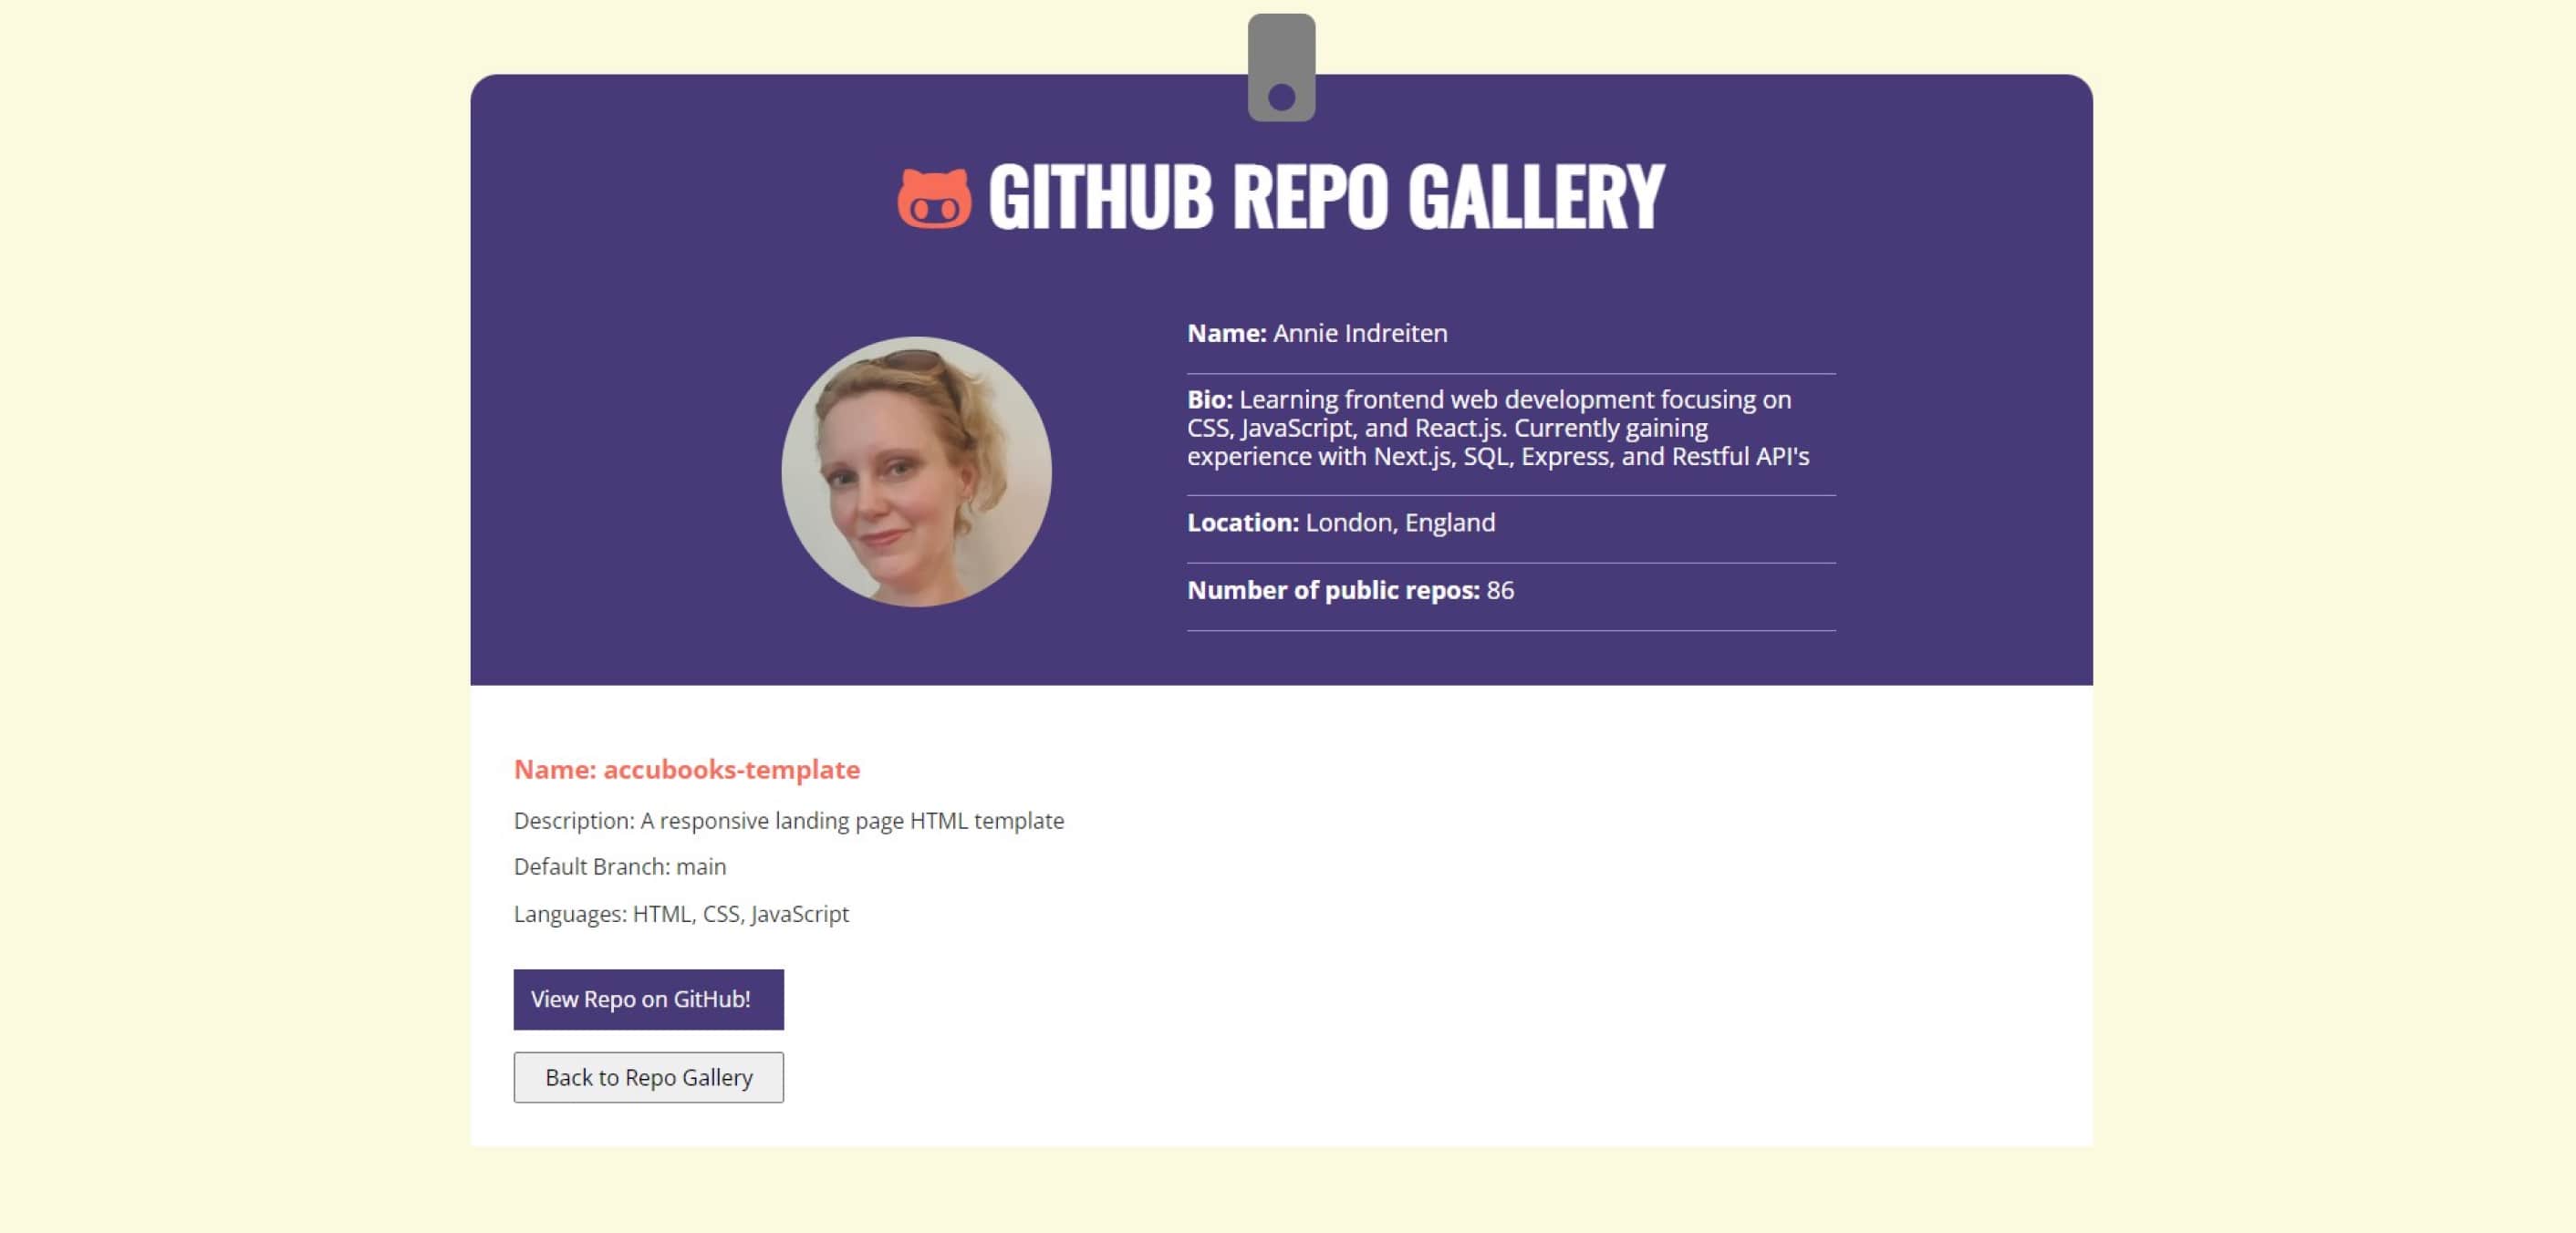 GITHUB REPO GALLERY
Name: Annie Indreiten
Bio: Learning frontend web development focusing on
CSS, JavaScript, and React.js. Currently gaining
experience with Next.js, SQL, Express, and Restful API's
Location: London, England
Number of public repos: 86
Name: accubooks-template
Description: A responsive landing page HTML template
Default Branch: main
Languages: HTML, CSS, JavaScript
View Repo on GitHub!
Back to Repo Gallery